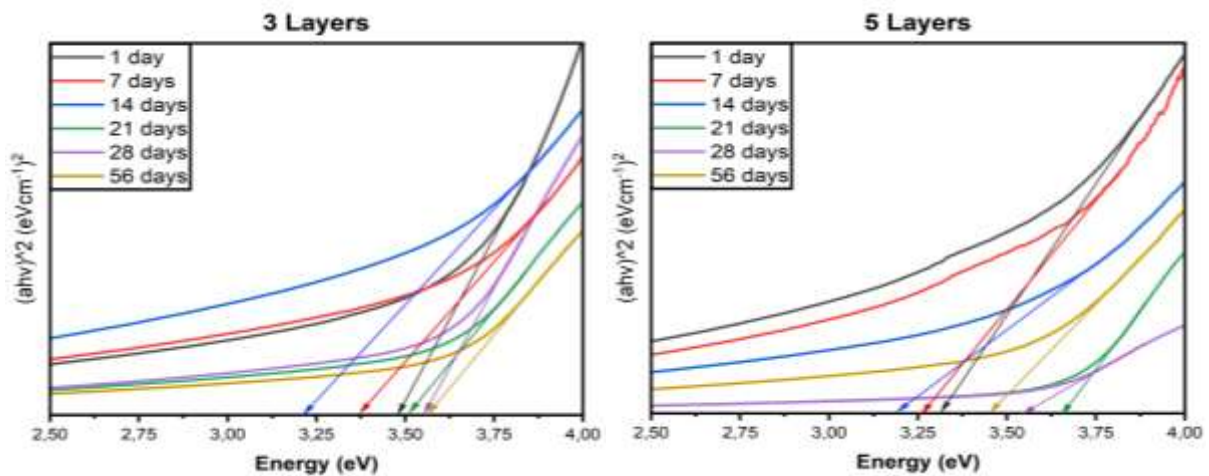 3 Layers
1 day
7 days
14 days
21 days
28 days
56 days
(ahv)^2 (eVcm⁻¹)²
2,50 2,75 3,00 3,25 3,50 3,75 4,00
Energy (eV)
5 Layers
1 day
7 days
14 days
21 days
28 days
56 days
(ahv)^2 (eVcm⁻¹)²
2,50 2,75 3,00 3,25 3,50 3,75 4,00
Energy (eV)